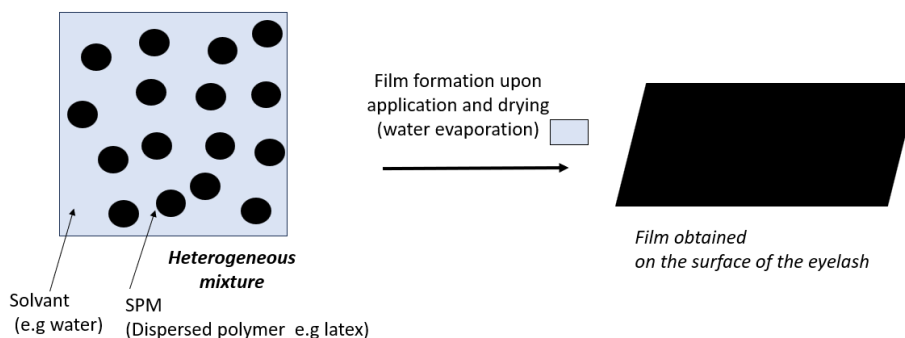 Film formation upon
application and drying
(water evaporation)
Heterogeneous
mixture
Solvant
(e.g water)
SPM
(Dispersed polymer e.g latex)
Film obtained
on the surface of the eyelash